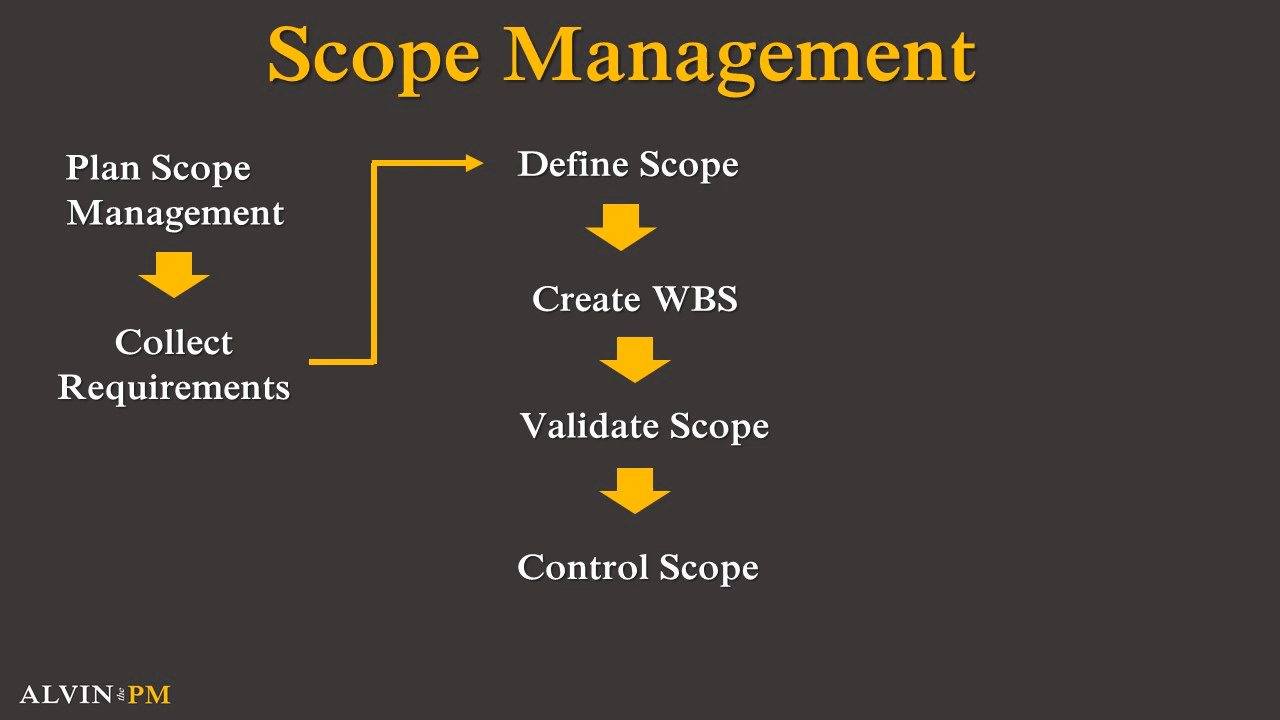 Scope Management
Plan Scope
Management
Collect
Requirements
Define Scope
Create WBS
Validate Scope
Control Scope
ALVIN the PM